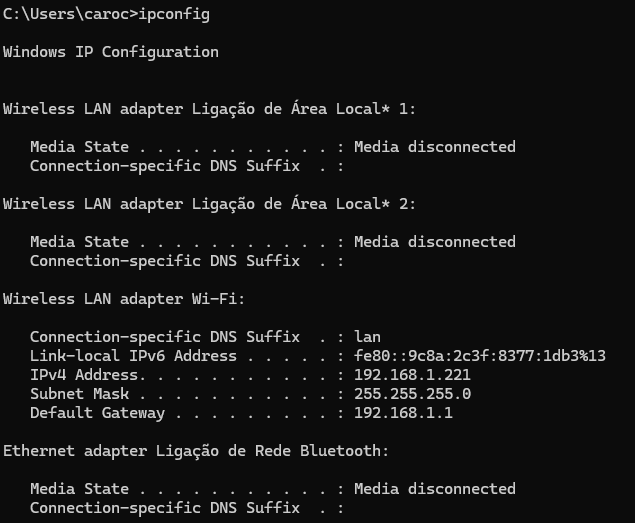 C:\Users\caroc>ipconfig
Windows IP Configuration
Wireless LAN adapter Ligação de Área Local* 1:
Media State . . . . . . . . . . . : Media disconnected
Connection-specific DNS Suffix  . :
Wireless LAN adapter Ligação de Área Local* 2:
Media State . . . . . . . . . . . : Media disconnected
Connection-specific DNS Suffix  . :
Wireless LAN adapter Wi-Fi:
Connection-specific DNS Suffix  . : lan
Link-local IPv6 Address . . . . . : fe80::9c8a:2c3f:8377:1db3%13
IPv4 Address. . . . . . . . . . . : 192.168.1.221
Subnet Mask . . . . . . . . . . . : 255.255.255.0
Default Gateway . . . . . . . . . : 192.168.1.1
Ethernet adapter Ligação de Rede Bluetooth:
Media State . . . . . . . . . . . : Media disconnected
Connection-specific DNS Suffix  . :